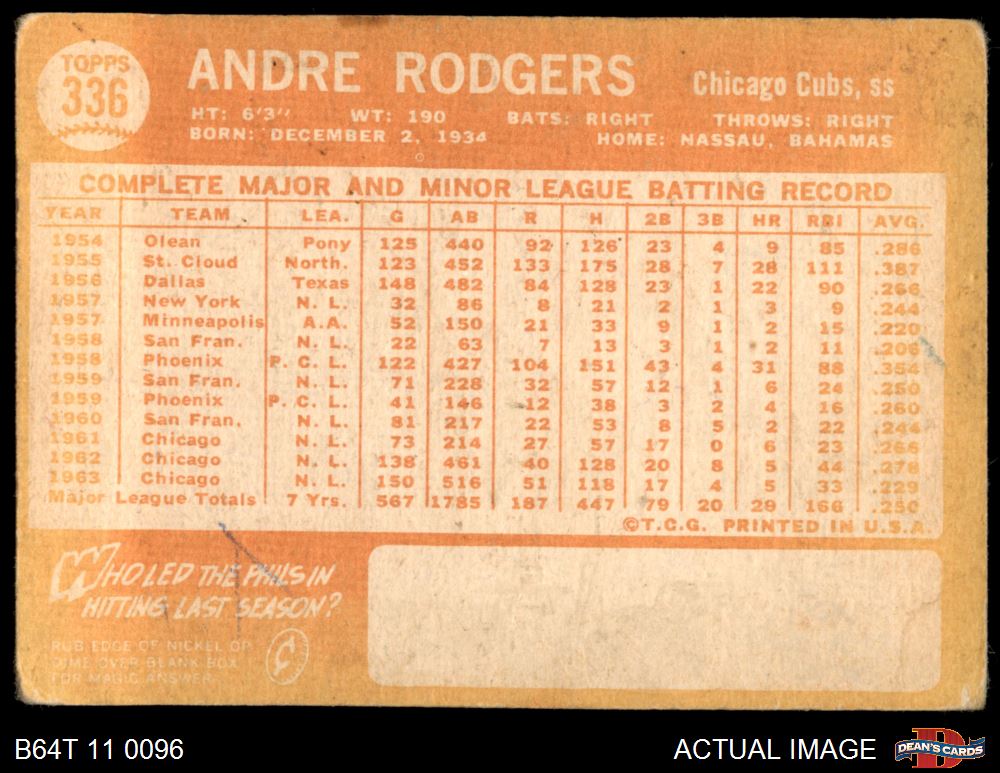 TOPPS
336
ANDRE RODGERS
Chicago Cubs, ss
HT: 6'3" WT: 190 BATS: RIGHT THROWS: RIGHT
BORN: DECEMBER 2, 1934 HOME: NASSAU, BAHAMAS
COMPLETE MAJOR AND MINOR LEAGUE BATTING RECORD
YEAR TEAM LEA. G AB R H 2B 3B HR RBI AVG.
1954 Olean Pony 125 440 92 126 23 4 9 85 .286
1955 St. Cloud North. 123 452 133 175 28 7 28 111 .387
1956 Dallas Texas 148 482 84 128 23 1 22 90 .266
1957 New York N. L. 32 86 8 21 2 1 3 9 .244
1957 Minneapolis A.A. 52 150 21 33 9 1 2 15 .220
1958 San Fran. N. L. 22 63 7 13 3 1 2 11 .206
1958 Phoenix P. C. L. 122 427 104 151 43 4 31 88 .354
1959 San Fran. N. L. 71 228 32 57 12 1 6 24 .250
1959 Phoenix P. C. L. 41 146 12 38 3 2 4 16 .260
1960 San Fran. N. L. 81 217 22 53 8 5 2 22 .244
1961 Chicago N. L. 73 214 27 57 17 0 6 23 .266
1962 Chicago N. L. 138 461 40 128 20 8 5 44 .278
1963 Chicago N. L. 150 516 51 118 17 4 5 33 .229
Major League Totals 7 Yrs. 567 1785 187 447 79 20 29 166 .250
©T.C.G. PRINTED IN U.S.A.
WHO LED THE PHILS IN
HITTING LAST SEASON?
RUB EDGE OF NICKEL OR
DIME OVER BLANK BOX
FOR MAGIC ANSWER
B64T 11 0096
ACTUAL IMAGE
DEAN'S CARDS